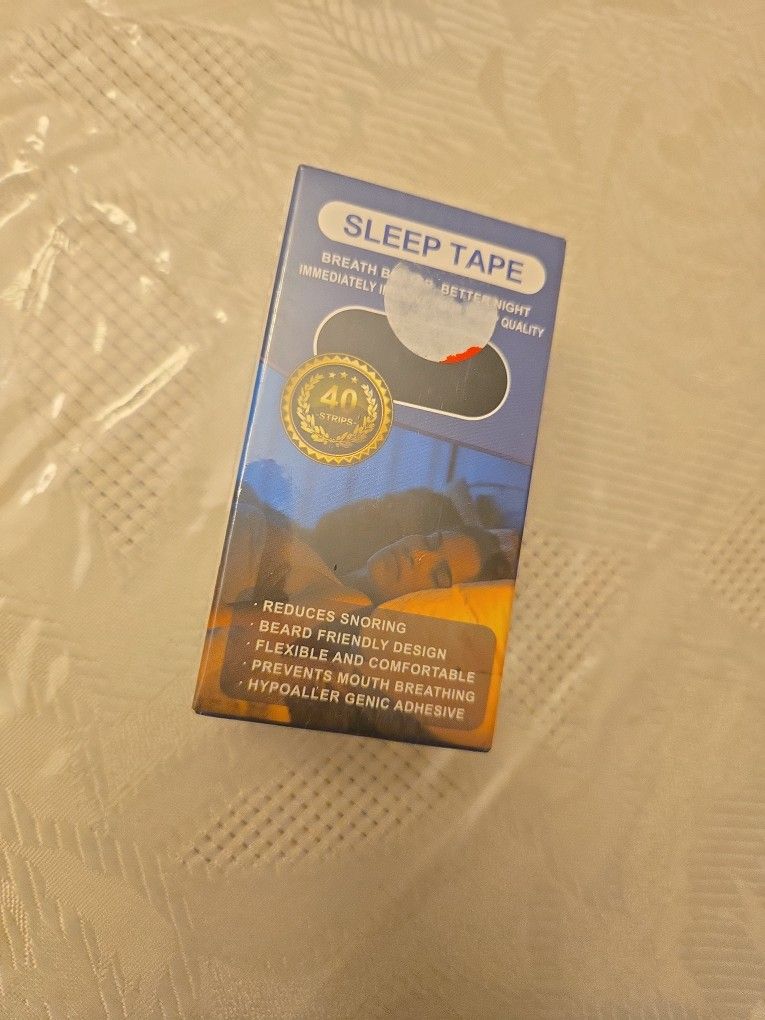 SLEEP TAPE
BREATH BETTER NIGHT
IMMEDIATELY QUALITY
40
STRIPS
· REDUCES SNORING
· BEARD FRIENDLY DESIGN
· FLEXIBLE AND COMFORTABLE
· PREVENTS MOUTH BREATHING
· HYPOALLER GENIC ADHESIVE